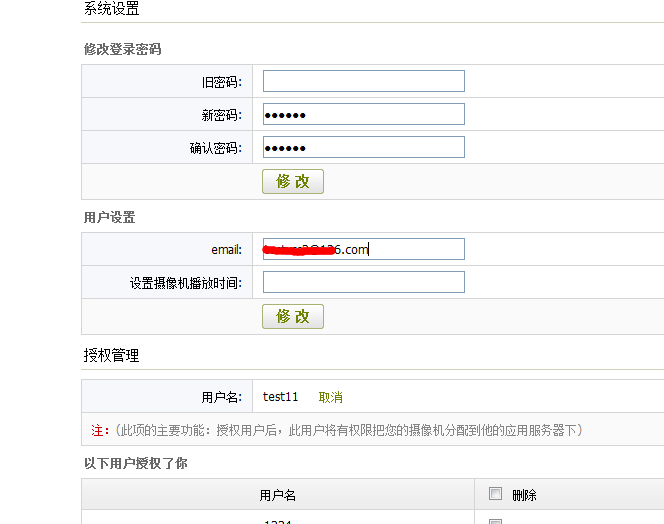 系统设置
修改登录密码
旧密码:
新密码: ••••••
确认密码: ••••••
修 改
用户设置
email: 6.com
设置摄像机播放时间:
修 改
授权管理
用户名: test11 取消
注：(此项的主要功能：授权用户后，此用户将有权限把您的摄像机分配到他的应用服务器下)
以下用户授权了你
用户名 删除